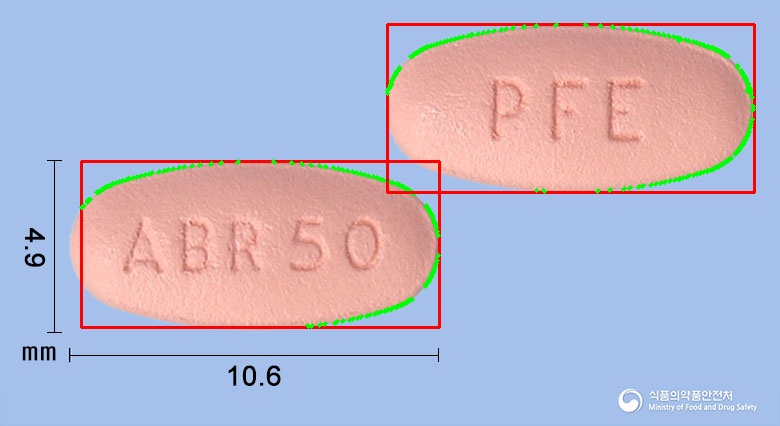 PFE
ABR 50
4.9
mm
10.6
식품의약품안전처
Ministry of Food and Drug Safety